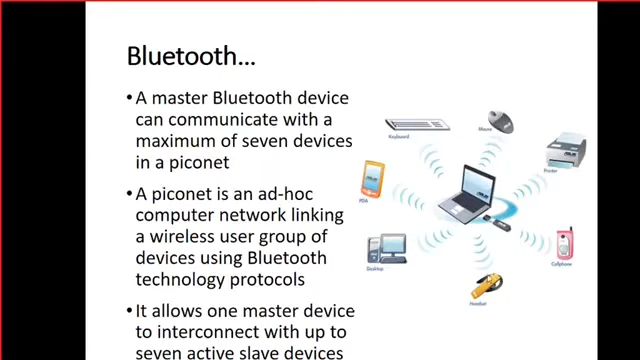 Bluetooth...
• A master Bluetooth device
can communicate with a
maximum of seven devices
in a piconet
• A piconet is an ad-hoc
computer network linking
a wireless user group of
devices using Bluetooth
technology protocols
• It allows one master device
to interconnect with up to
seven active slave devices
Keyboard
Mouse
Printer
PDA
Desktop
Cellphone
Headset